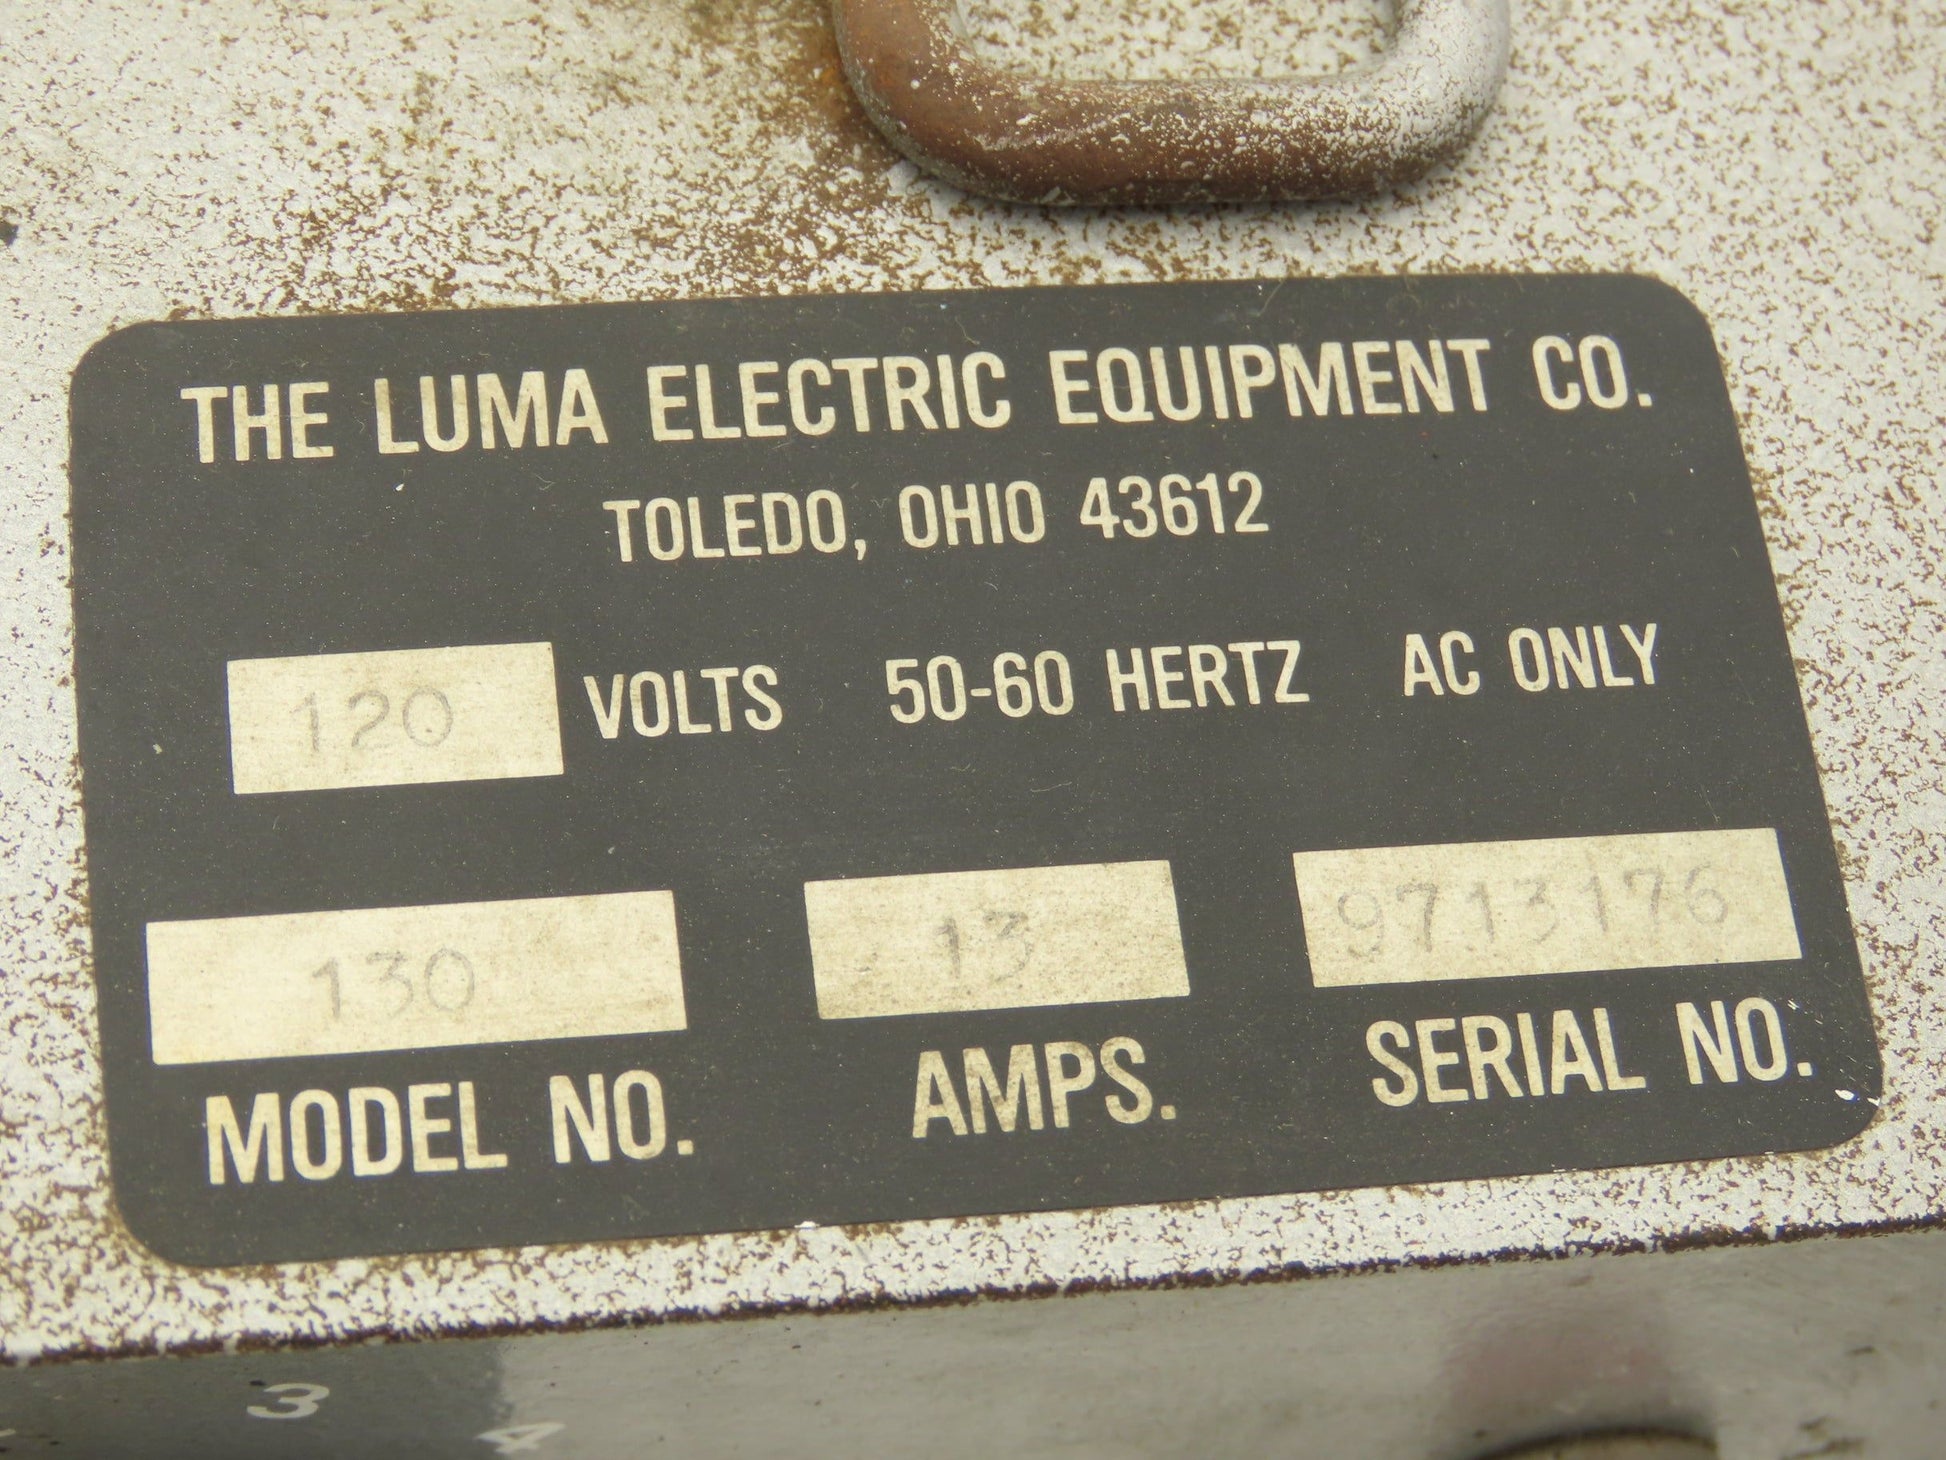 THE LUMA ELECTRIC EQUIPMENT CO.
TOLEDO, OHIO 43612
120 VOLTS 50-60 HERTZ AC ONLY
130 13 9713176
MODEL NO. AMPS. SERIAL NO.
3
4